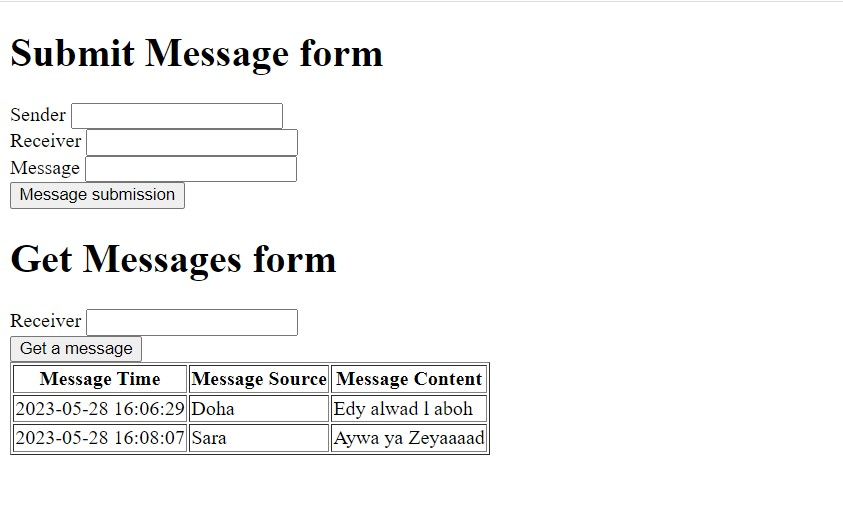 Submit Message form
Sender
Receiver
Message
Message submission
Get Messages form
Receiver
Get a message
Message Time Message Source Message Content
2023-05-28 16:06:29 Doha Edy alwad l aboh
2023-05-28 16:08:07 Sara Aywa ya Zeyaaaad